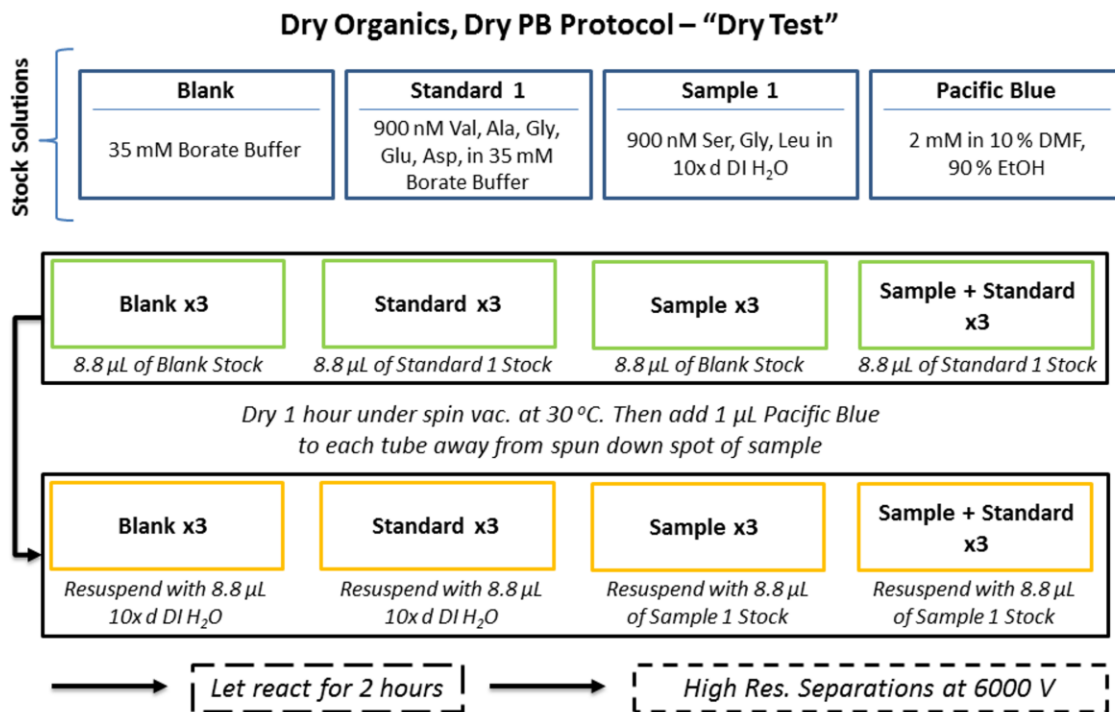 Dry Organics, Dry PB Protocol – “Dry Test”
Stock Solutions
Blank
35 mM Borate Buffer
Standard 1
900 nM Val, Ala, Gly,
Glu, Asp, in 35 mM
Borate Buffer
Sample 1
900 nM Ser, Gly, Leu in
10x d DI H₂O
Pacific Blue
2 mM in 10 % DMF,
90 % EtOH
Blank x3
8.8 µL of Blank Stock
Standard x3
8.8 µL of Standard 1 Stock
Sample x3
8.8 µL of Blank Stock
Sample + Standard
x3
8.8 µL of Standard 1 Stock
Dry 1 hour under spin vac. at 30 °C. Then add 1 µL Pacific Blue
to each tube away from spun down spot of sample
Blank x3
Resuspend with 8.8 µL
10x d DI H₂O
Standard x3
Resuspend with 8.8 µL
10x d DI H₂O
Sample x3
Resuspend with 8.8 µL
of Sample 1 Stock
Sample + Standard
x3
Resuspend with 8.8 µL
of Sample 1 Stock
Let react for 2 hours
High Res. Separations at 6000 V